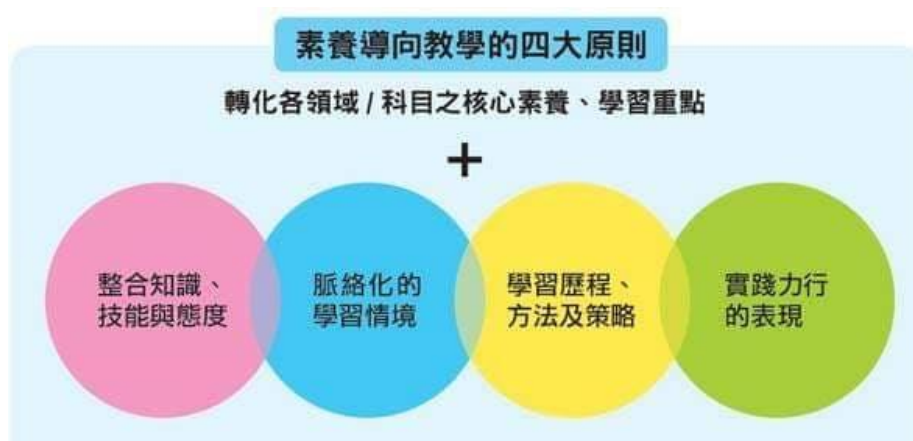 素養導向教學的四大原則
轉化各領域 / 科目之核心素養、學習重點
+
整合知識、
技能與態度
脈絡化的
學習情境
學習歷程、
方法及策略
實踐力行
的表現